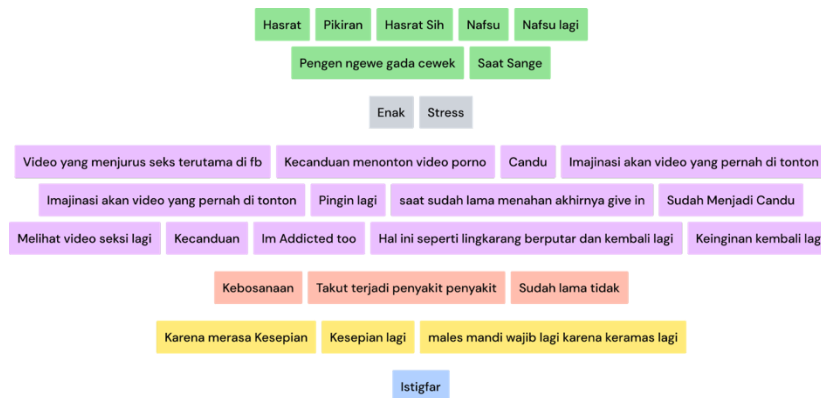 Hasrat Pikiran Hasrat Sih Nafsu Nafsu lagi
Pengen ngewe gada cewek Saat Sange
Enak Stress
Video yang menjurus seks terutama di fb Kecanduan menonton video porno Candu Imajinasi akan video yang pernah di tonton
Imajinasi akan video yang pernah di tonton Pingin lagi saat sudah lama menahan akhirnya give in Sudah Menjadi Candu
Melihat video seksi lagi Kecanduan Im Addicted too Hal ini seperti lingkarang berputar dan kembali lagi Keinginan kembali lag
Kebosanaan Takut terjadi penyakit penyakit Sudah lama tidak
Karena merasa Kesepian Kesepian lagi males mandi wajib lagi karena keramas lagi
Istigfar